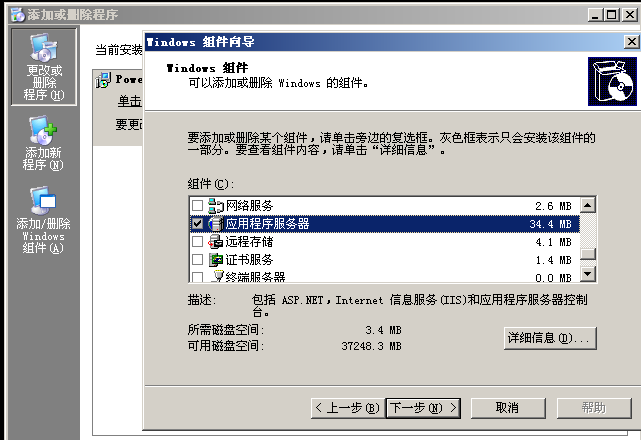 添加或删除程序
更改或
删除
程序(H)
添加新
程序(N)
添加/删除
Windows
组件(A)
当前安装
Powe
单击
要更改
Windows 组件向导
Windows 组件
可以添加或删除 Windows 的组件。
要添加或删除某个组件，请单击旁边的复选框。灰色框表示只会安装该组件的
一部分。要查看组件内容，请单击“详细信息”。
组件(C):
网络服务 2.6 MB
应用程序服务器 34.4 MB
远程存储 4.1 MB
证书服务 1.4 MB
终端服务器 0.0 MB
描述: 包括 ASP.NET，Internet 信息服务(IIS)和应用程序服务器控制
台。
所需磁盘空间: 3.4 MB
可用磁盘空间: 37248.3 MB
详细信息(D)...
< 上一步(B) 下一步(N) > 取消 帮助